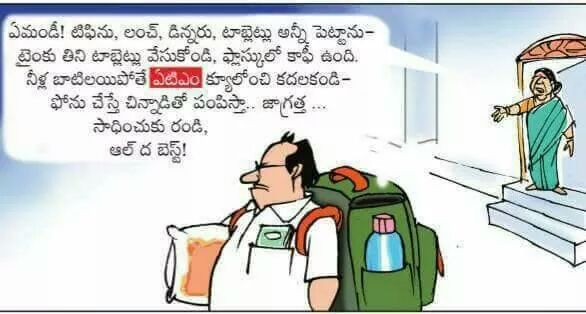 ఏమండీ! టిఫిను, లంచ్, డిన్నరు, టాబ్లెట్లు అన్నీ పెట్టాను-
ట్రైంకు తిని టాబ్లెట్లు వేసుకోండి, ఫ్లాస్కులో కాఫీ ఉంది.
నీళ్ల బాటిలయిపోతే ఏటిఎం క్యూలోంచి కదలకండి-
ఫోను చేస్తే చిన్నాడితో పంపిస్తా.. జాగ్రత్త ...
సాధించుకు రండి,
ఆల్ ద బెస్ట్!